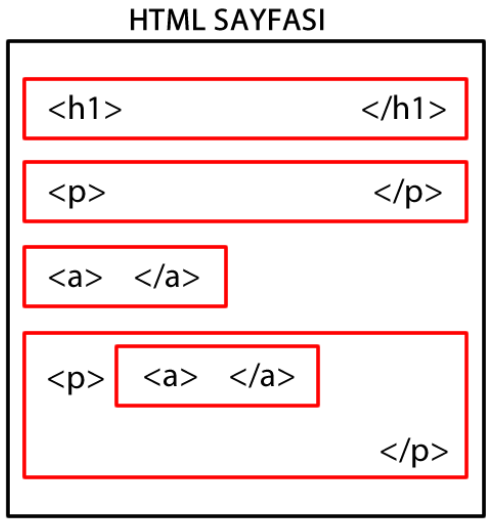 HTML SAYFASI
<h1> </h1>
<p> </p>
<a> </a>
<p> <a> </a>
</p>